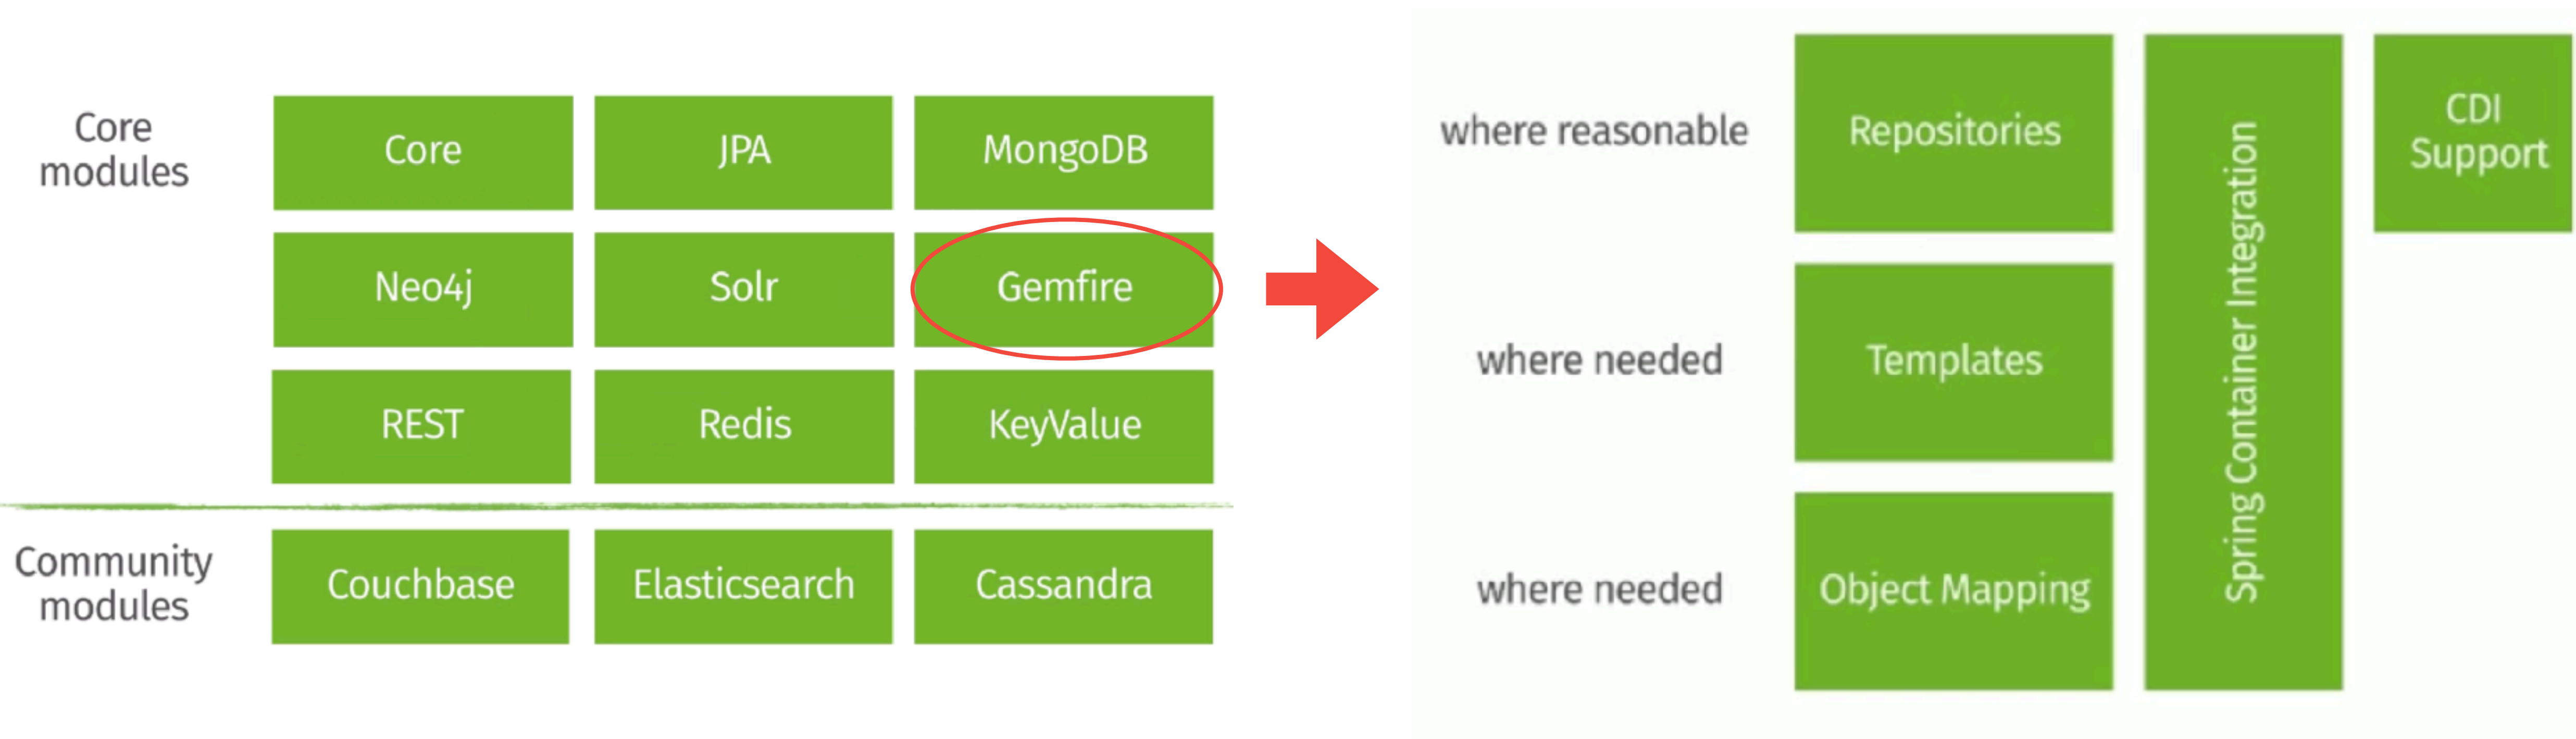 Core
modules
Core
JPA
MongoDB
Neo4j
Solr
Gemfire
REST
Redis
KeyValue
Community
modules
Couchbase
Elasticsearch
Cassandra
where reasonable
Repositories
where needed
Templates
where needed
Object Mapping
Spring Container Integration
CDI
Support